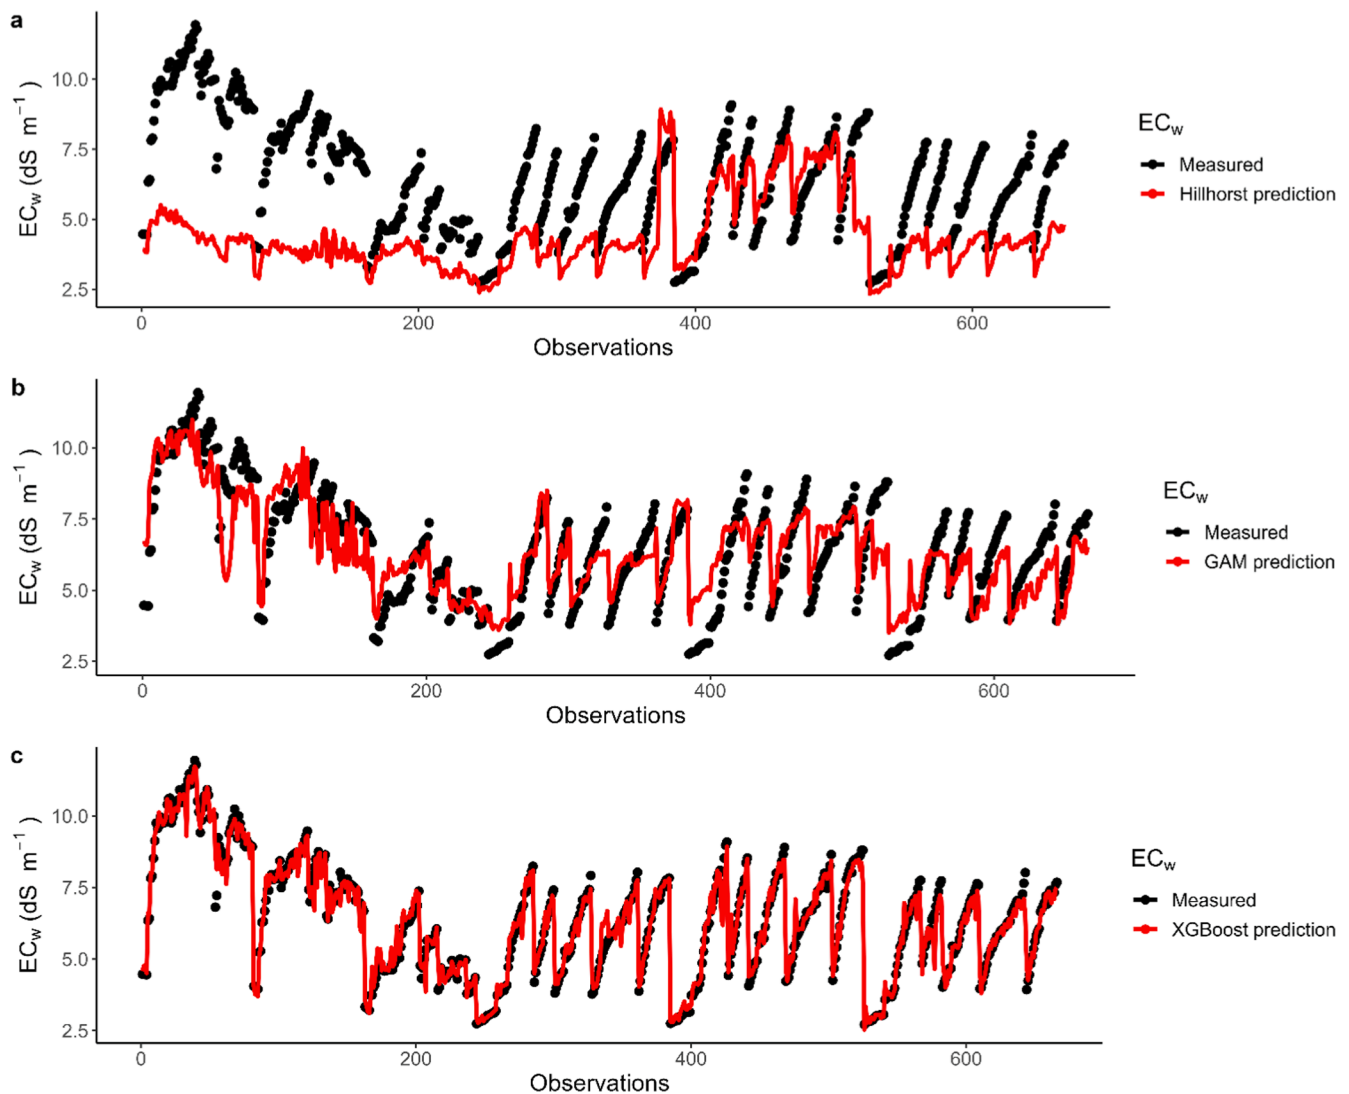 a
ECw (dS m−1 )
10.0
7.5
5.0
2.5
0
200
400
600
Observations
ECw
Measured
Hillhorst prediction
b
ECw (dS m−1 )
10.0
7.5
5.0
2.5
0
200
400
600
Observations
ECw
Measured
GAM prediction
c
ECw (dS m−1 )
10.0
7.5
5.0
2.5
0
200
400
600
Observations
ECw
Measured
XGBoost prediction